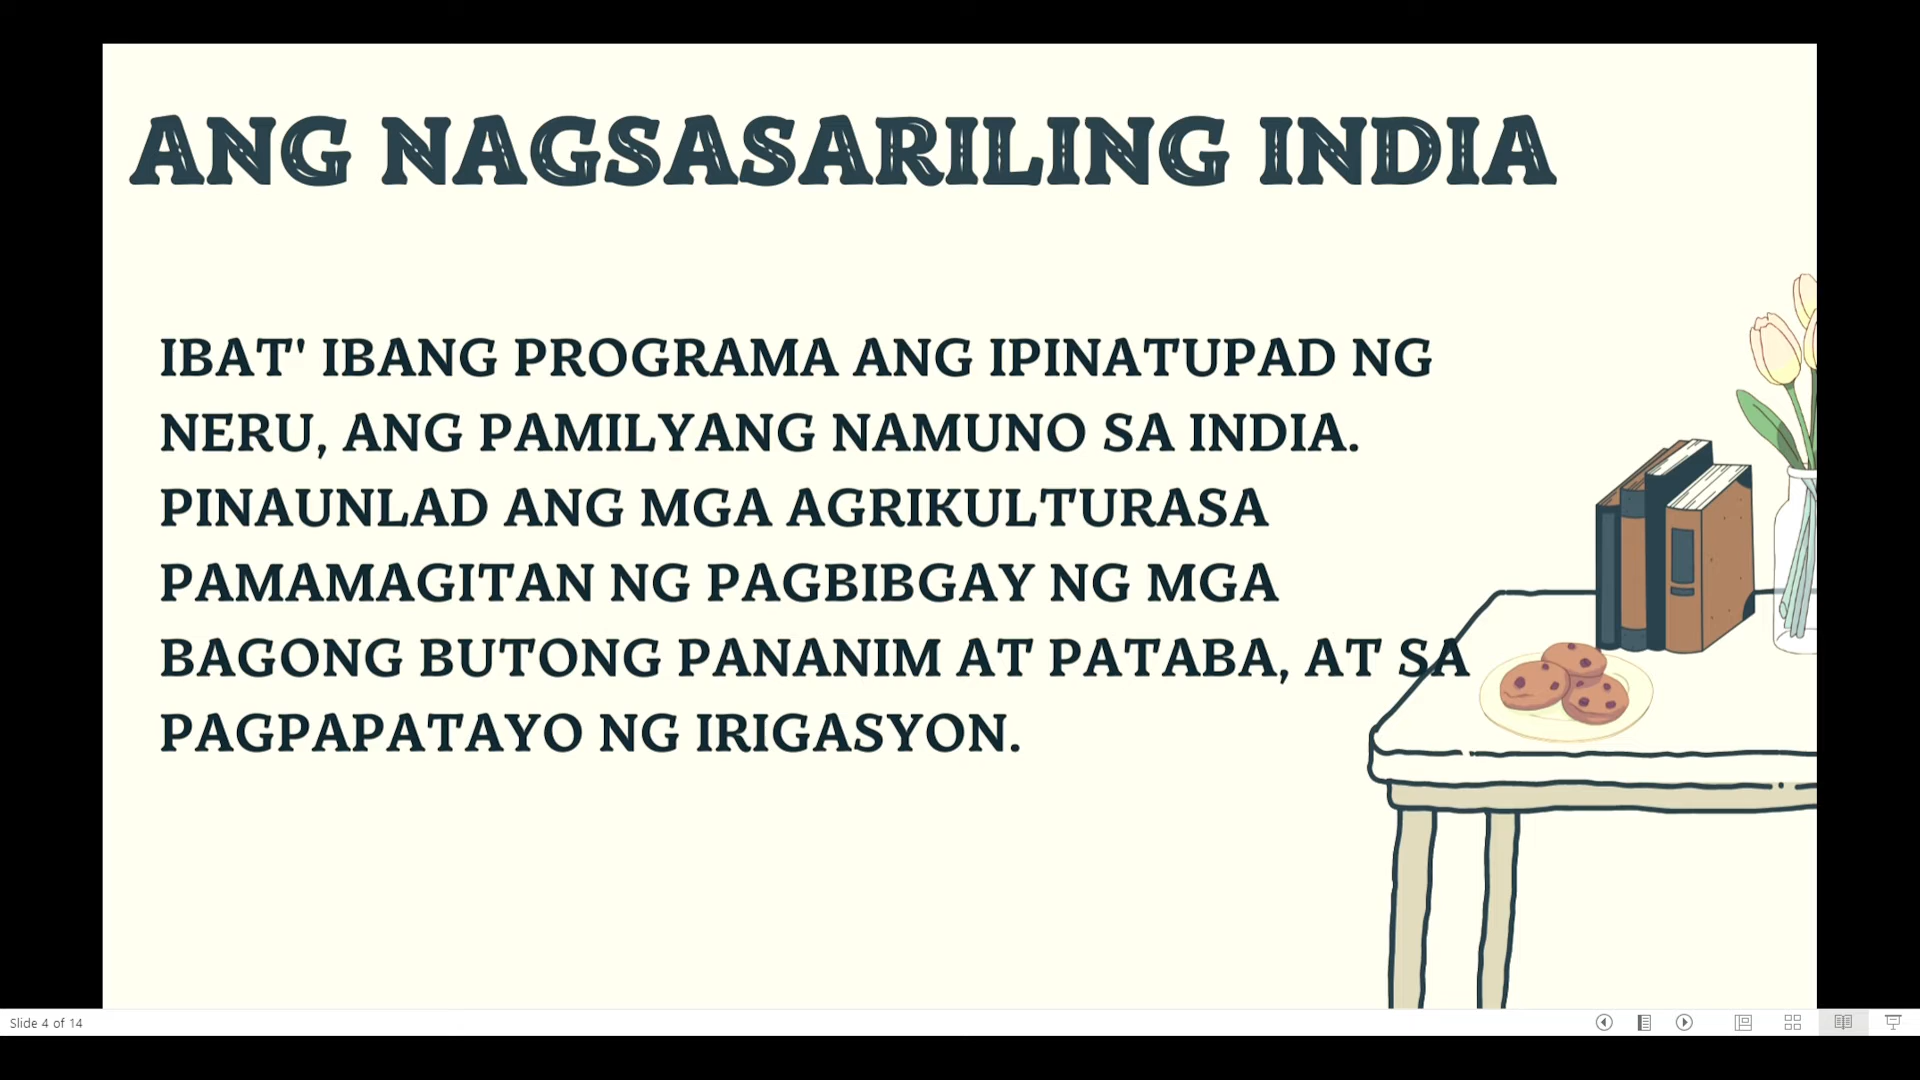 ANG NAGSASARILING INDIA
IBAT' IBANG PROGRAMA ANG IPINATUPAD NG
NERU, ANG PAMILYANG NAMUNO SA INDIA.
PINAUNLAD ANG MGA AGRIKULTURASA
PAMAMAGITAN NG PAGBIBGAY NG MGA
BAGONG BUTONG PANANIM AT PATABA, AT SA
PAGPAPATAYO NG IRIGASYON.
Slide 4 of 14